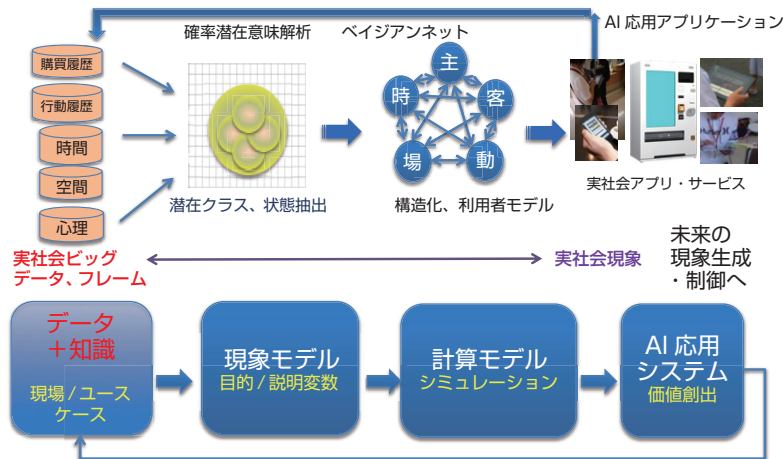 確率潜在意味解析
ベイジアンネット
AI 応用アプリケーション
購買履歴
行動履歴
時間
空間
心理
主
時
客
場
動
潜在クラス、状態抽出
構造化、利用者モデル
実社会アプリ・サービス
実社会ビッグ
データ、フレーム
実社会現象
未来の
現象生成
・制御へ
データ
＋知識
現場 / ユース
ケース
現象モデル
目的 / 説明変数
計算モデル
シミュレーション
AI 応用
システム
価値創出